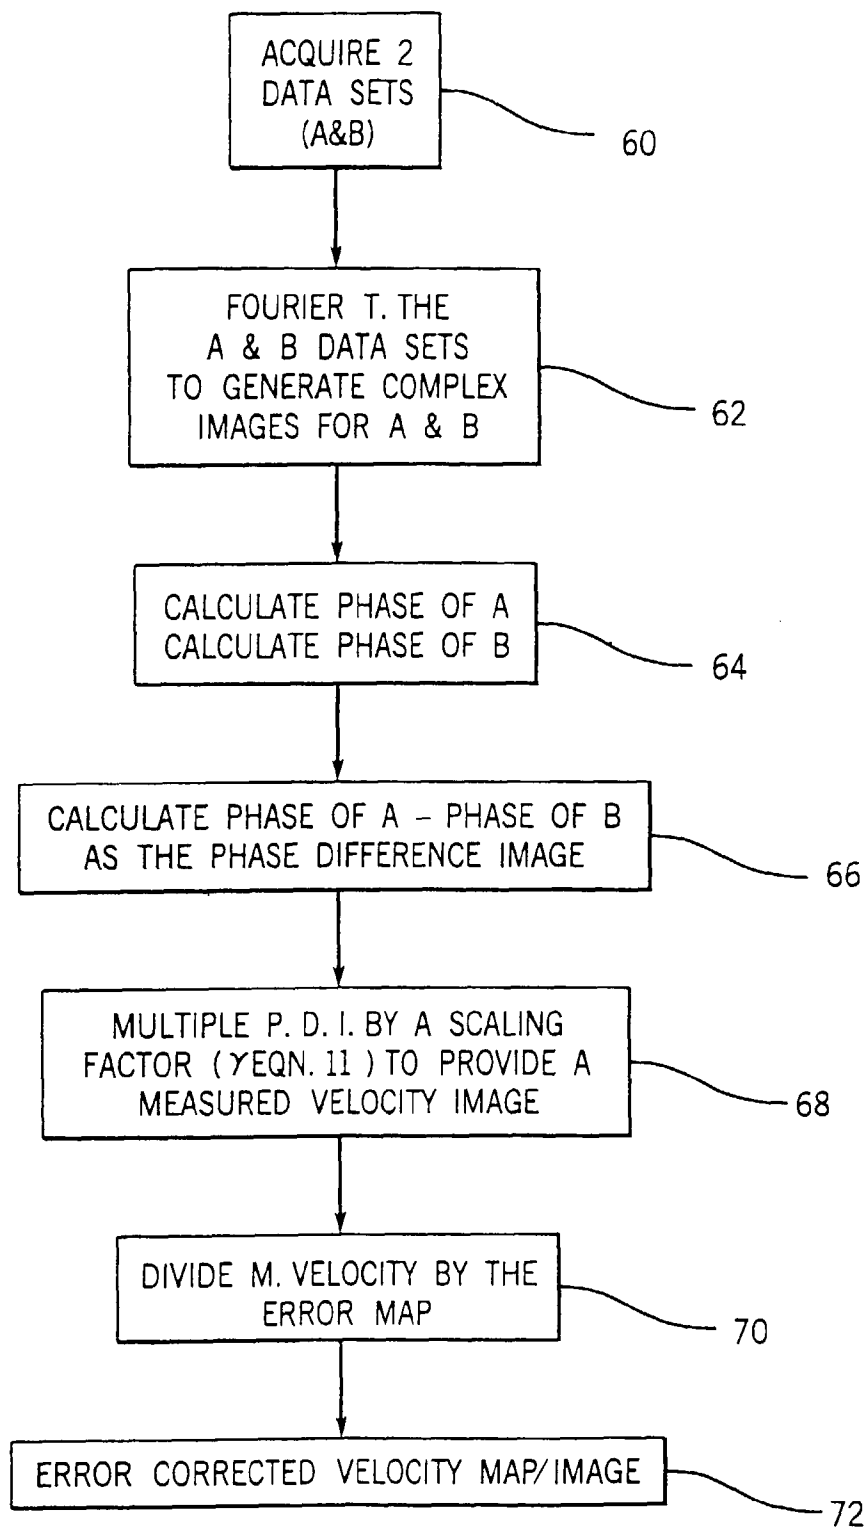 ACQUIRE 2
DATA SETS
(A&B)
60
FOURIER T. THE
A & B DATA SETS
TO GENERATE COMPLEX
IMAGES FOR A & B
62
CALCULATE PHASE OF A
CALCULATE PHASE OF B
64
CALCULATE PHASE OF A – PHASE OF B
AS THE PHASE DIFFERENCE IMAGE
66
MULTIPLE P. D. I. BY A SCALING
FACTOR (γEQN. 11) TO PROVIDE A
MEASURED VELOCITY IMAGE
68
DIVIDE M. VELOCITY BY THE
ERROR MAP
70
ERROR CORRECTED VELOCITY MAP/IMAGE
72